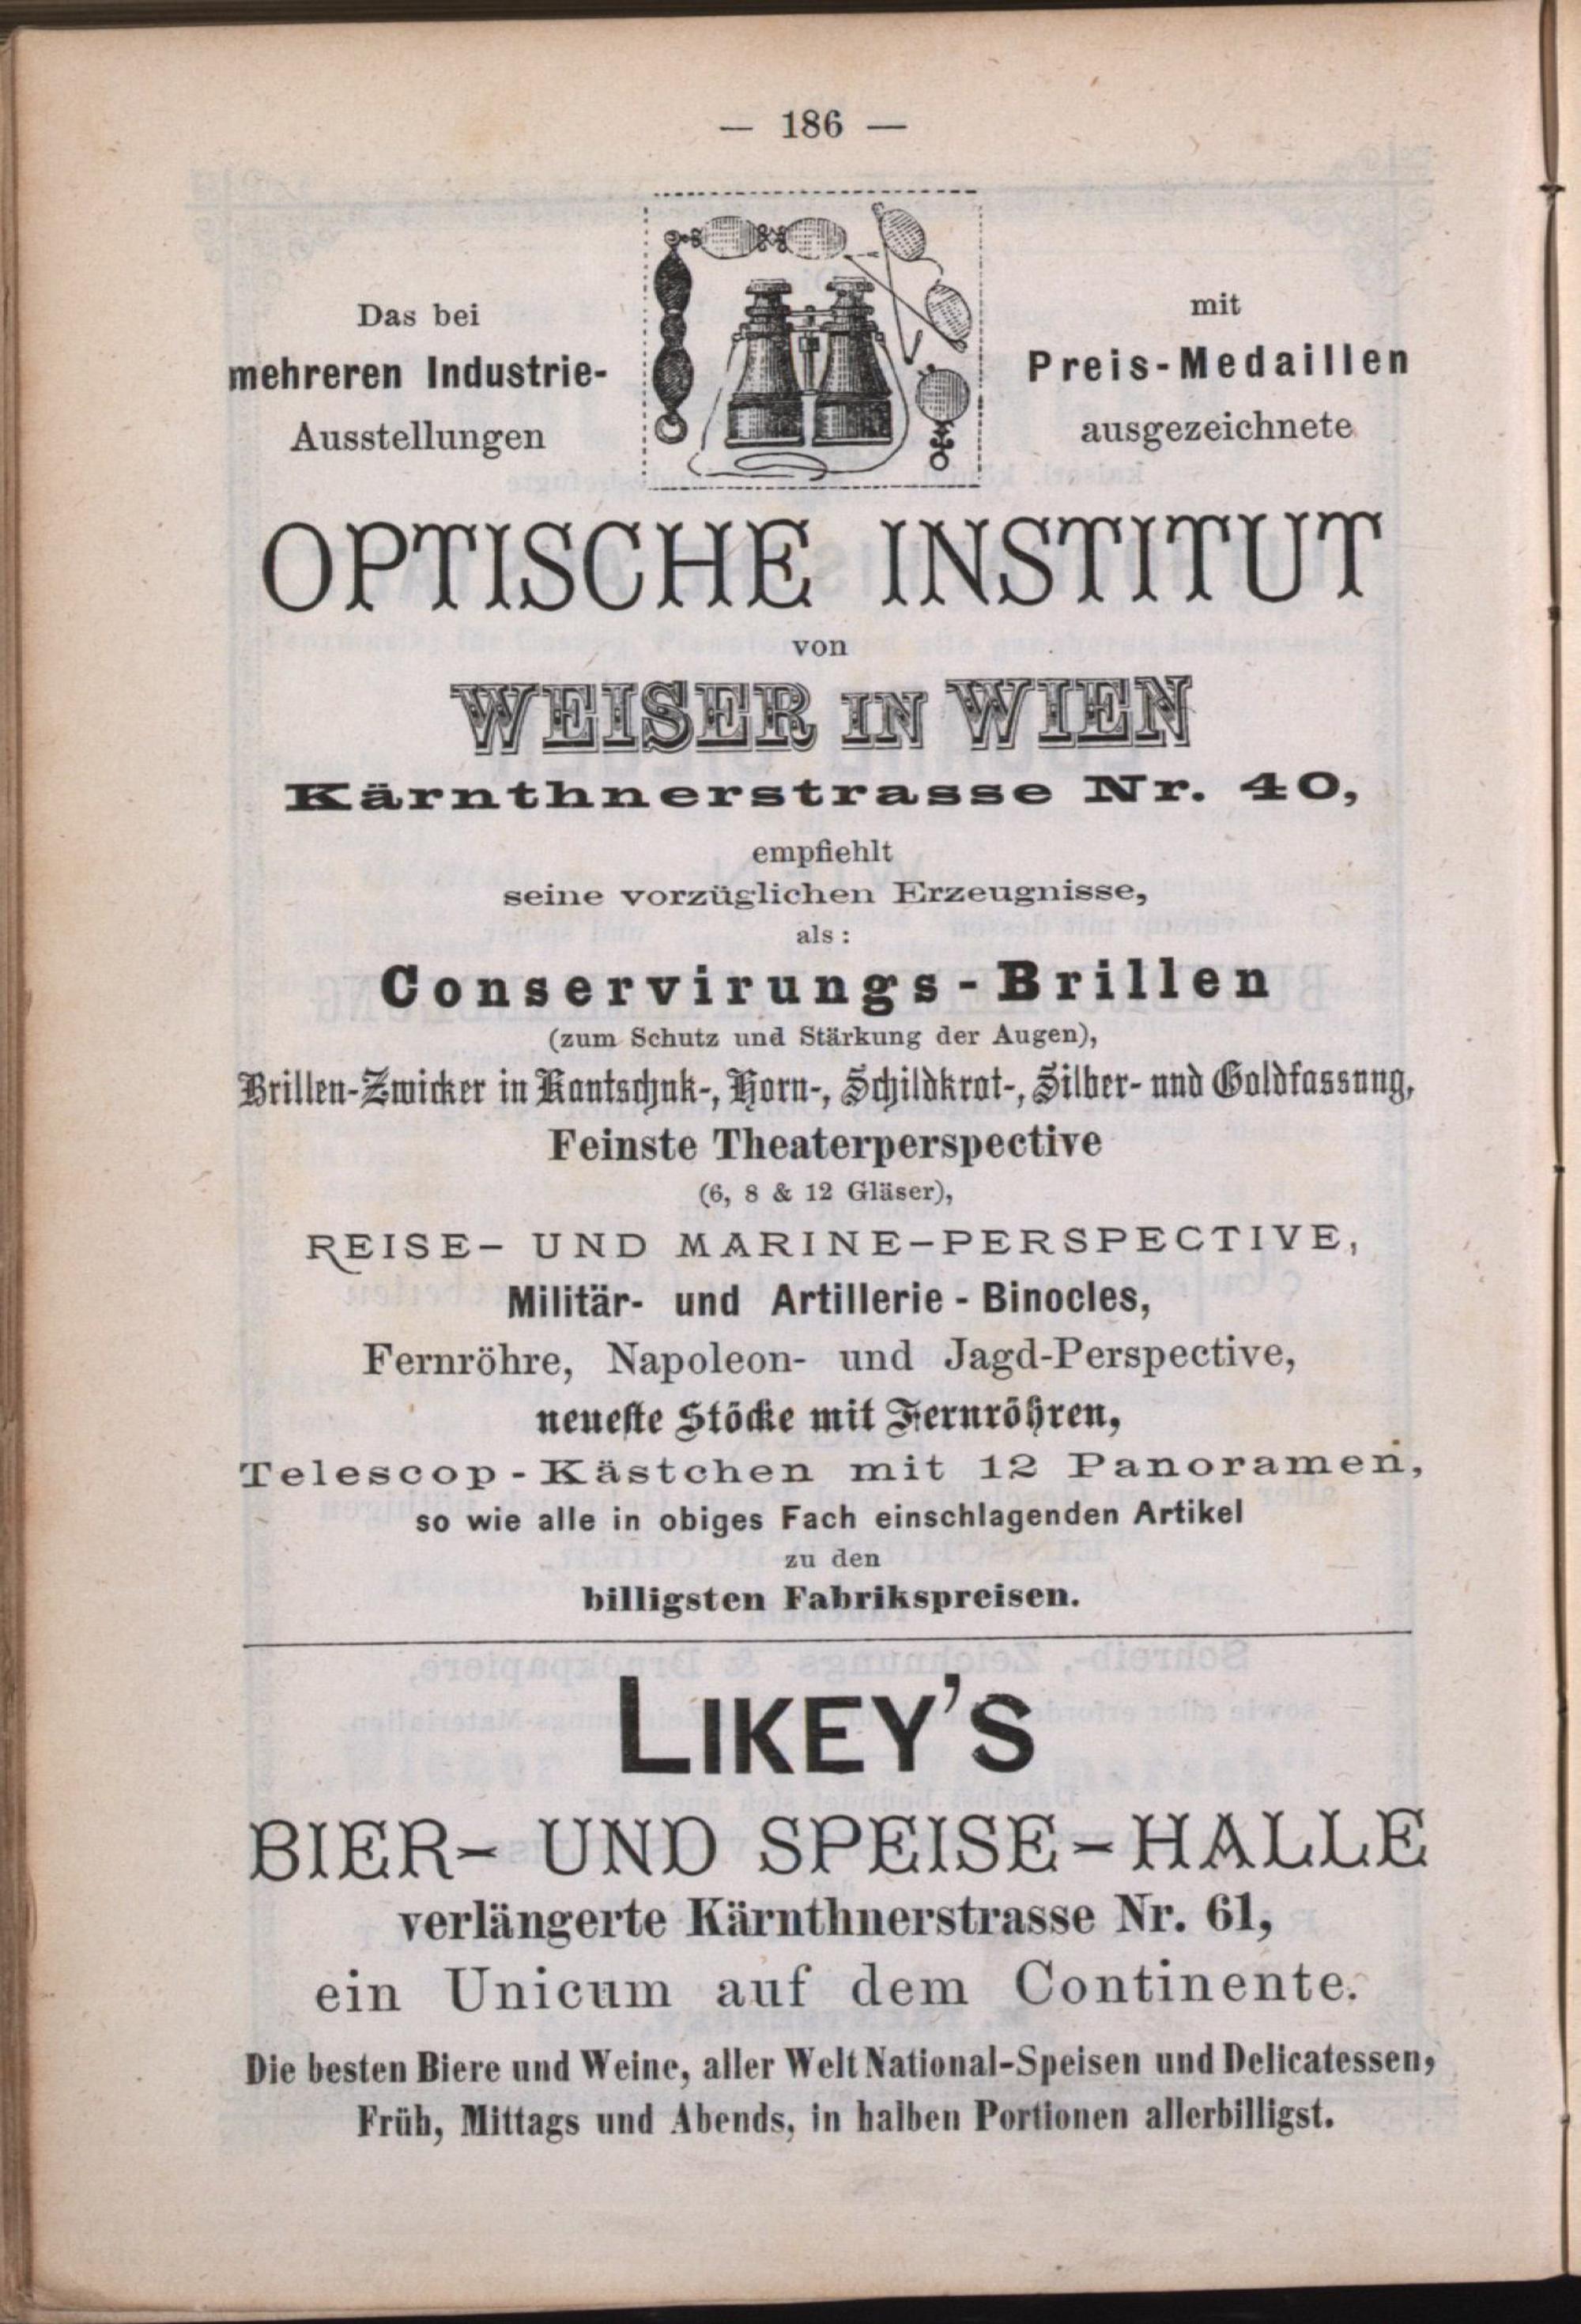 — 186 —
Das bei
mehreren Industrie-
Ausstellungen
mit
Preis-Medaillen
ausgezeichnete
OPTISCHE INSTITUT
von
WEISER IN WIEN
Kärnthnerstrasse Nr. 40,
empfiehlt
seine vorzüglichen Erzeugnisse,
als :
Conservirungs-Brillen
(zum Schutz und Stärkung der Augen),
Brillen-Zwicker in Kautschuk-, Horn-, Schildkrot-, Silber- und Goldfassung,
Feinste Theaterperspective
(6, 8 & 12 Gläser),
REISE- UND MARINE-PERSPECTIVE,
Militär- und Artillerie - Binocles,
Fernröhre, Napoleon- und Jagd-Perspective,
neueste Stöcke mit Fernröhren,
Telescop - Kästchen mit 12 Panoramen,
so wie alle in obiges Fach einschlagenden Artikel
zu den
billigsten Fabrikspreisen.
LIKEY'S
BIER- UND SPEISE-HALLE
verlängerte Kärnthnerstrasse Nr. 61,
ein Unicum auf dem Continente.
Die besten Biere und Weine, aller Welt National-Speisen und Delicatessen,
Früh, Mittags und Abends, in halben Portionen allerbilligst.